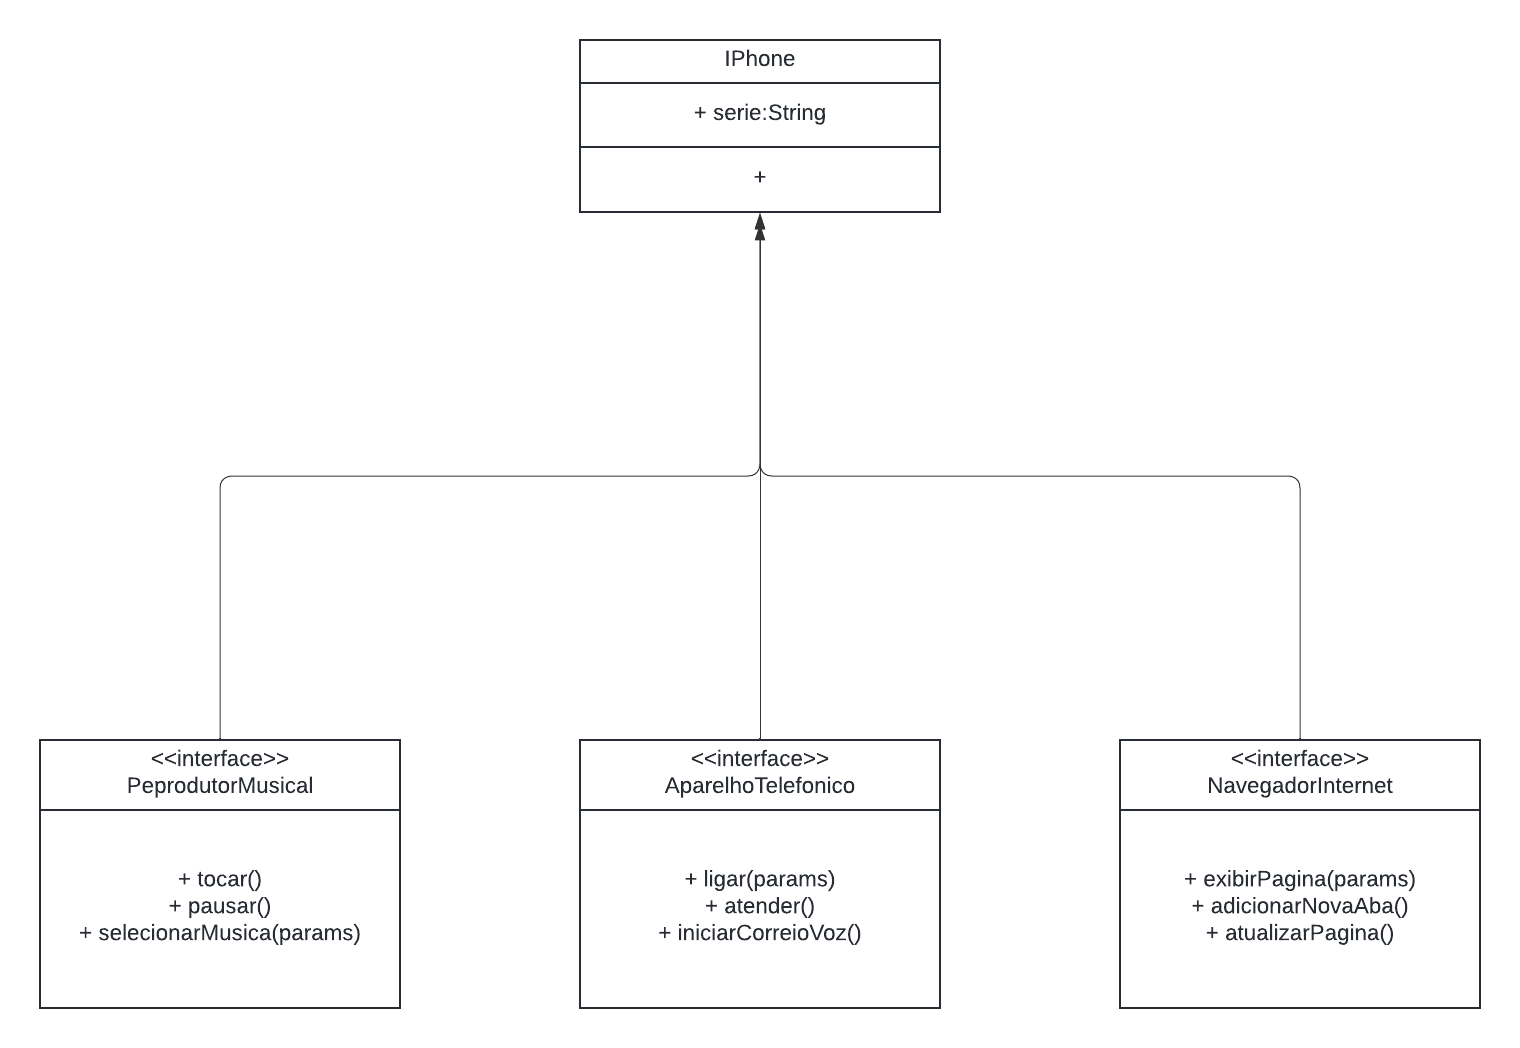 IPhone
+ serie:String
+
<<interface>>
PeprodutorMusical
+ tocar()
+ pausar()
+ selecionarMusica(params)
<<interface>>
AparelhoTelefonico
+ ligar(params)
+ atender()
+ iniciarCorreioVoz()
<<interface>>
NavegadorInternet
+ exibirPagina(params)
+ adicionarNovaAba()
+ atualizarPagina()